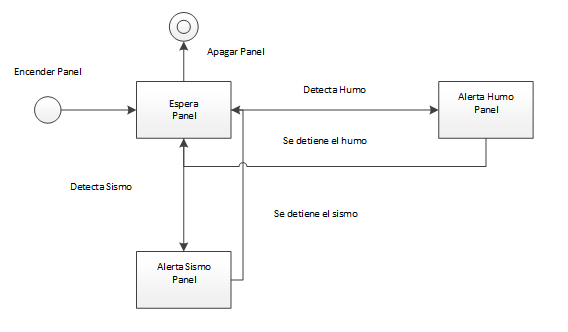 Apagar Panel
Encender Panel
Espera
Panel
Detecta Humo
Alerta Humo
Panel
Se detiene el humo
Detecta Sismo
Se detiene el sismo
Alerta Sismo
Panel